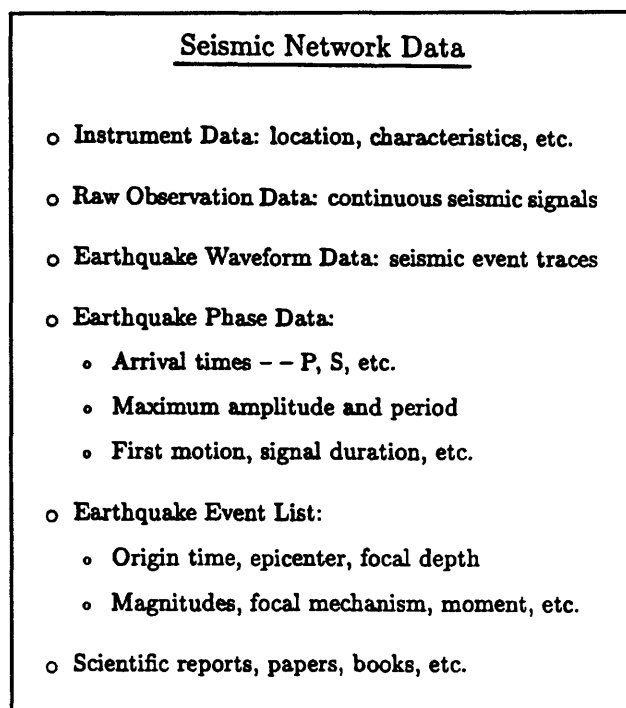 Seismic Network Data
o Instrument Data: location, characteristics, etc.
o Raw Observation Data: continuous seismic signals
o Earthquake Waveform Data: seismic event traces
o Earthquake Phase Data:
o Arrival times – – P, S, etc.
o Maximum amplitude and period
o First motion, signal duration, etc.
o Earthquake Event List:
o Origin time, epicenter, focal depth
o Magnitudes, focal mechanism, moment, etc.
o Scientific reports, papers, books, etc.